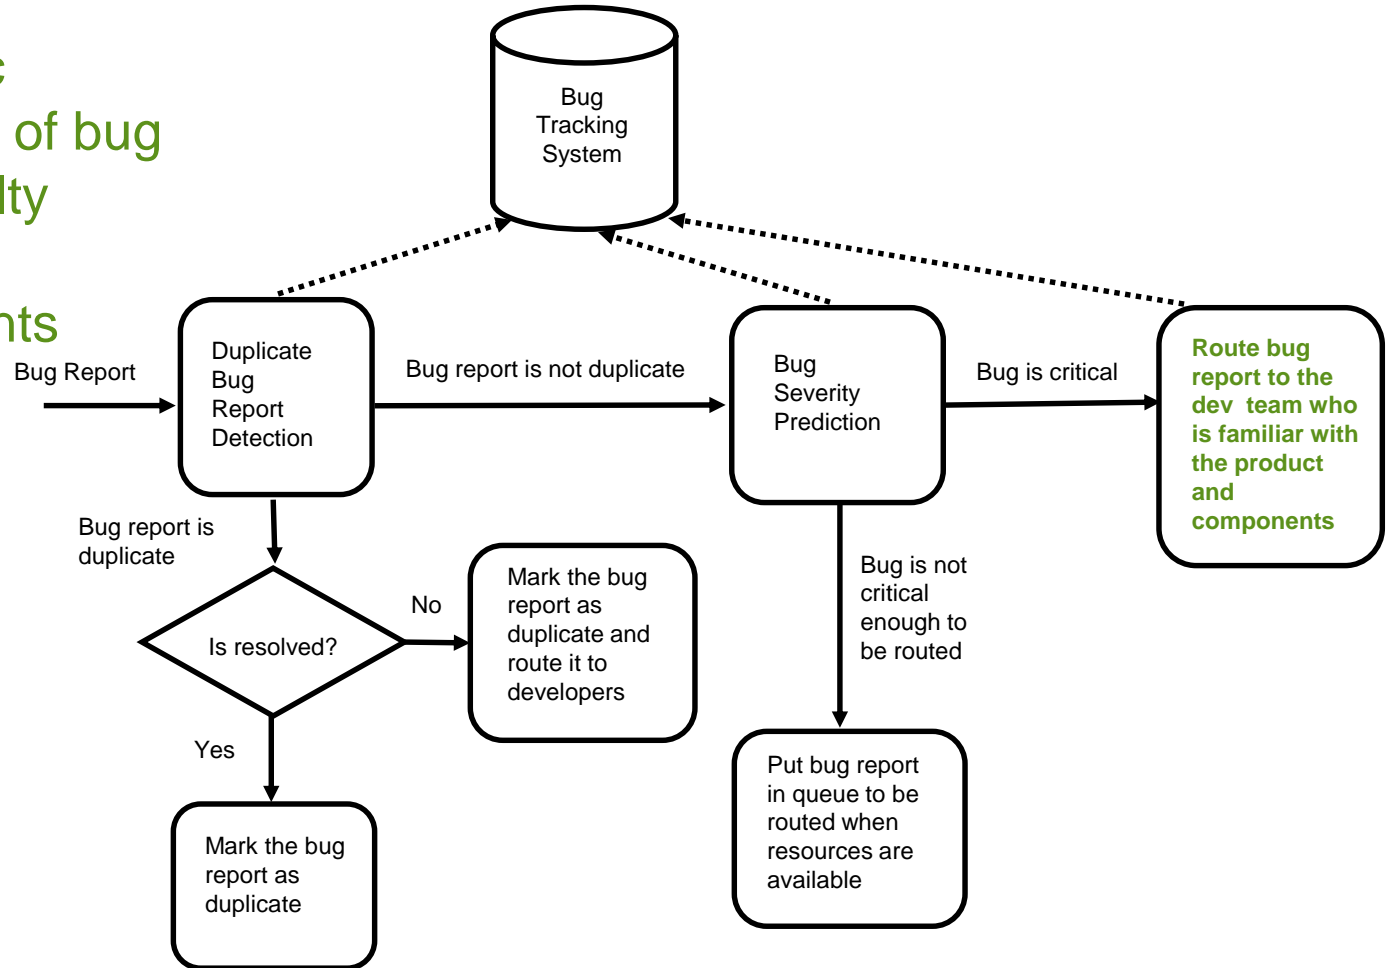 c
of bug
lty
nts
Bug
Tracking
System
Bug Report
Duplicate
Bug
Report
Detection
Bug report is not duplicate
Bug
Severity
Prediction
Bug is critical
Route bug
report to the
dev team who
is familiar with
the product
and
components
Bug report is
duplicate
Is resolved?
No
Mark the bug
report as
duplicate and
route it to
developers
Yes
Mark the bug
report as
duplicate
Bug is not
critical
enough to
be routed
Put bug report
in queue to be
routed when
resources are
available